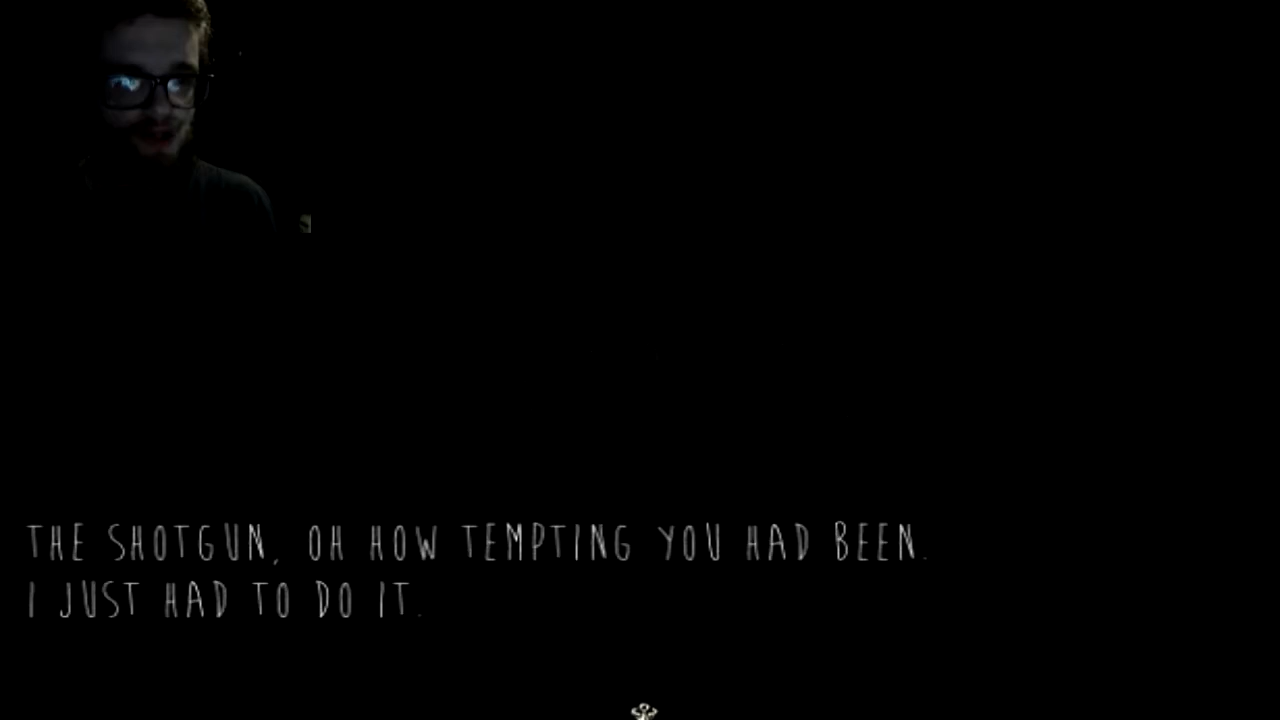 THE SHOTGUN, OH HOW TEMPTING YOU HAD BEEN.
I JUST HAD TO DO IT.